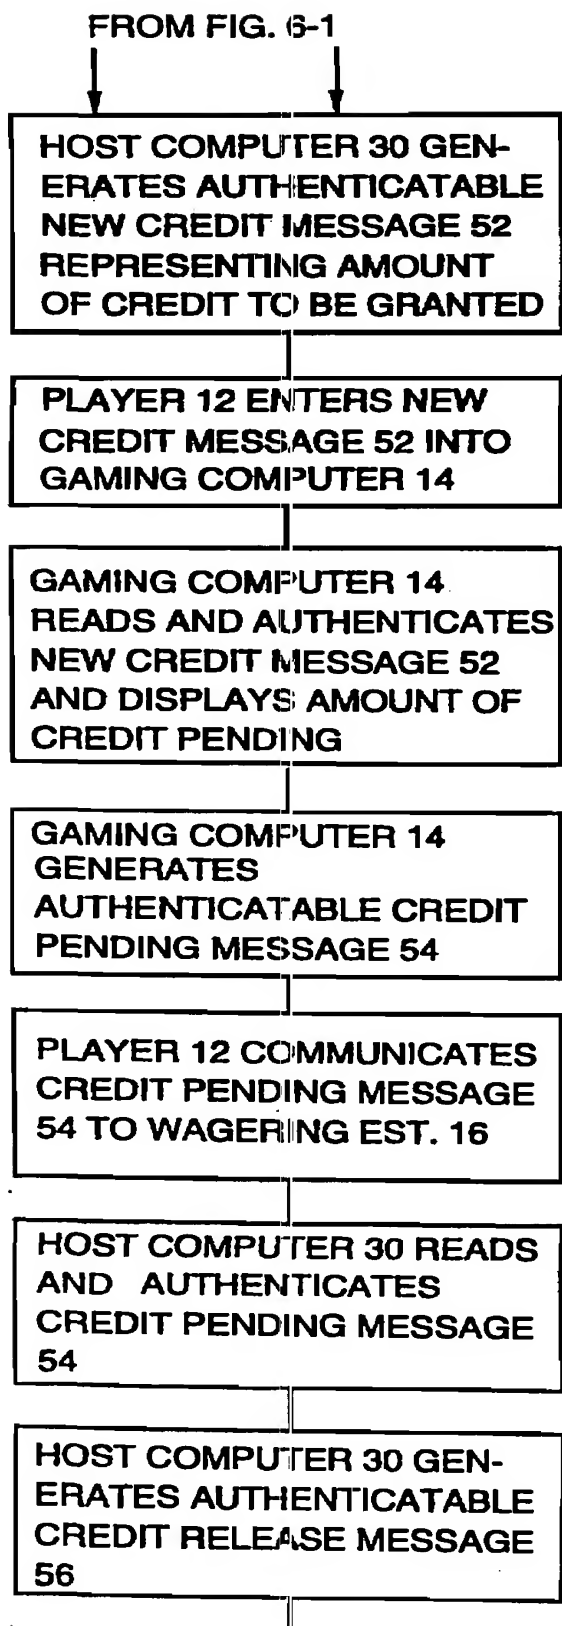 FROM FIG. 6-1
HOST COMPUTER 30 GEN-
ERATES AUTHENTICATABLE
NEW CREDIT MESSAGE 52
REPRESENTING AMOUNT
OF CREDIT TO BE GRANTED
PLAYER 12 ENTERS NEW
CREDIT MESSAGE 52 INTO
GAMING COMPUTER 14
GAMING COMPUTER 14
READS AND AUTHENTICATES
NEW CREDIT MESSAGE 52
AND DISPLAYS AMOUNT OF
CREDIT PENDING
GAMING COMPUTER 14
GENERATES
AUTHENTICATABLE CREDIT
PENDING MESSAGE 54
PLAYER 12 COMMUNICATES
CREDIT PENDING MESSAGE
54 TO WAGERING EST. 16
HOST COMPUTER 30 READS
AND AUTHENTICATES
CREDIT PENDING MESSAGE
54
HOST COMPUTER 30 GEN-
ERATES AUTHENTICATABLE
CREDIT RELEASE MESSAGE
56